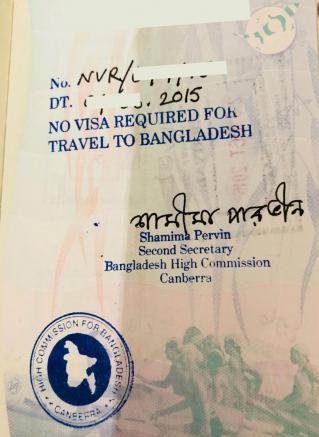 No. NVR/
DT. 2015
NO VISA REQUIRED FOR
TRAVEL TO BANGLADESH
শামীমা পারভীন
Shamima Pervin
Second Secretary
Bangladesh High Commission
Canberra
HIGH COMMISSION FOR BANGLADESH
CANBERRA